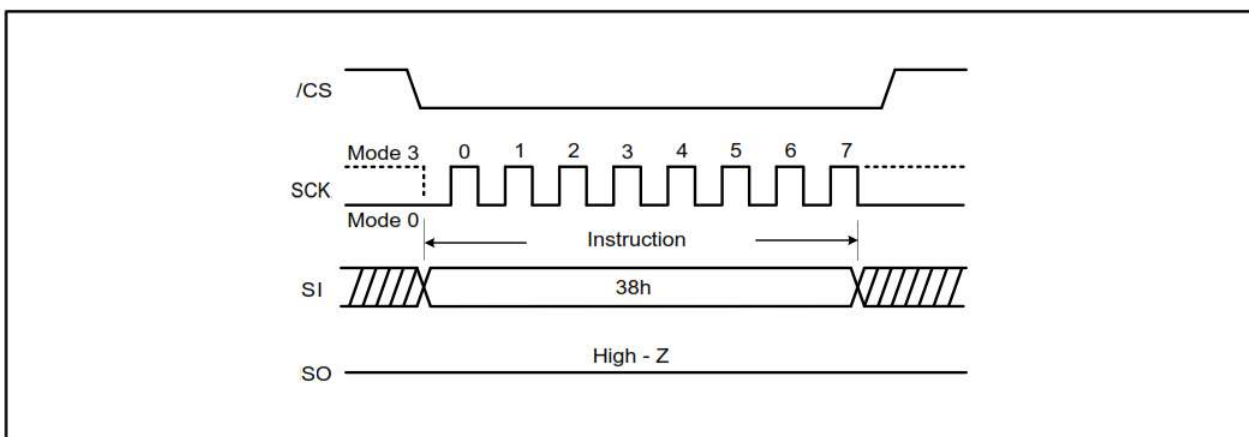 /CS
Mode 3 0 1 2 3 4 5 6 7
SCK
Mode 0
Instruction
SI 38h
High - Z
SO